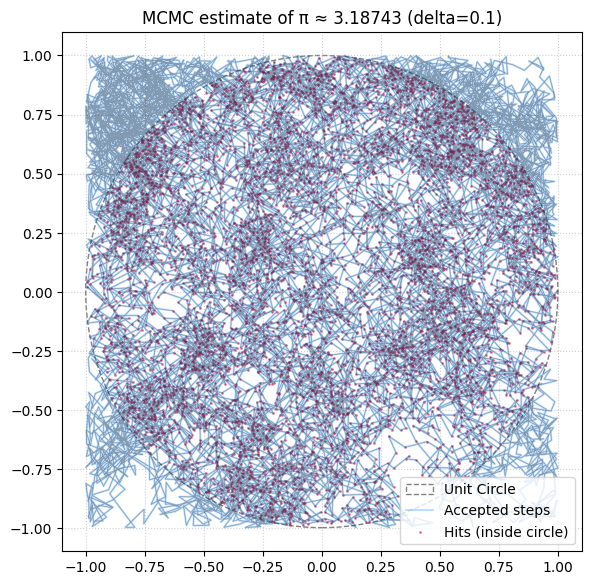 MCMC estimate of π ≈ 3.18743 (delta=0.1)
1.00
0.75
0.50
0.25
0.00
−0.25
−0.50
−0.75
−1.00
Unit Circle
Accepted steps
Hits (inside circle)
−1.00 −0.75 −0.50 −0.25 0.00 0.25 0.50 0.75 1.00